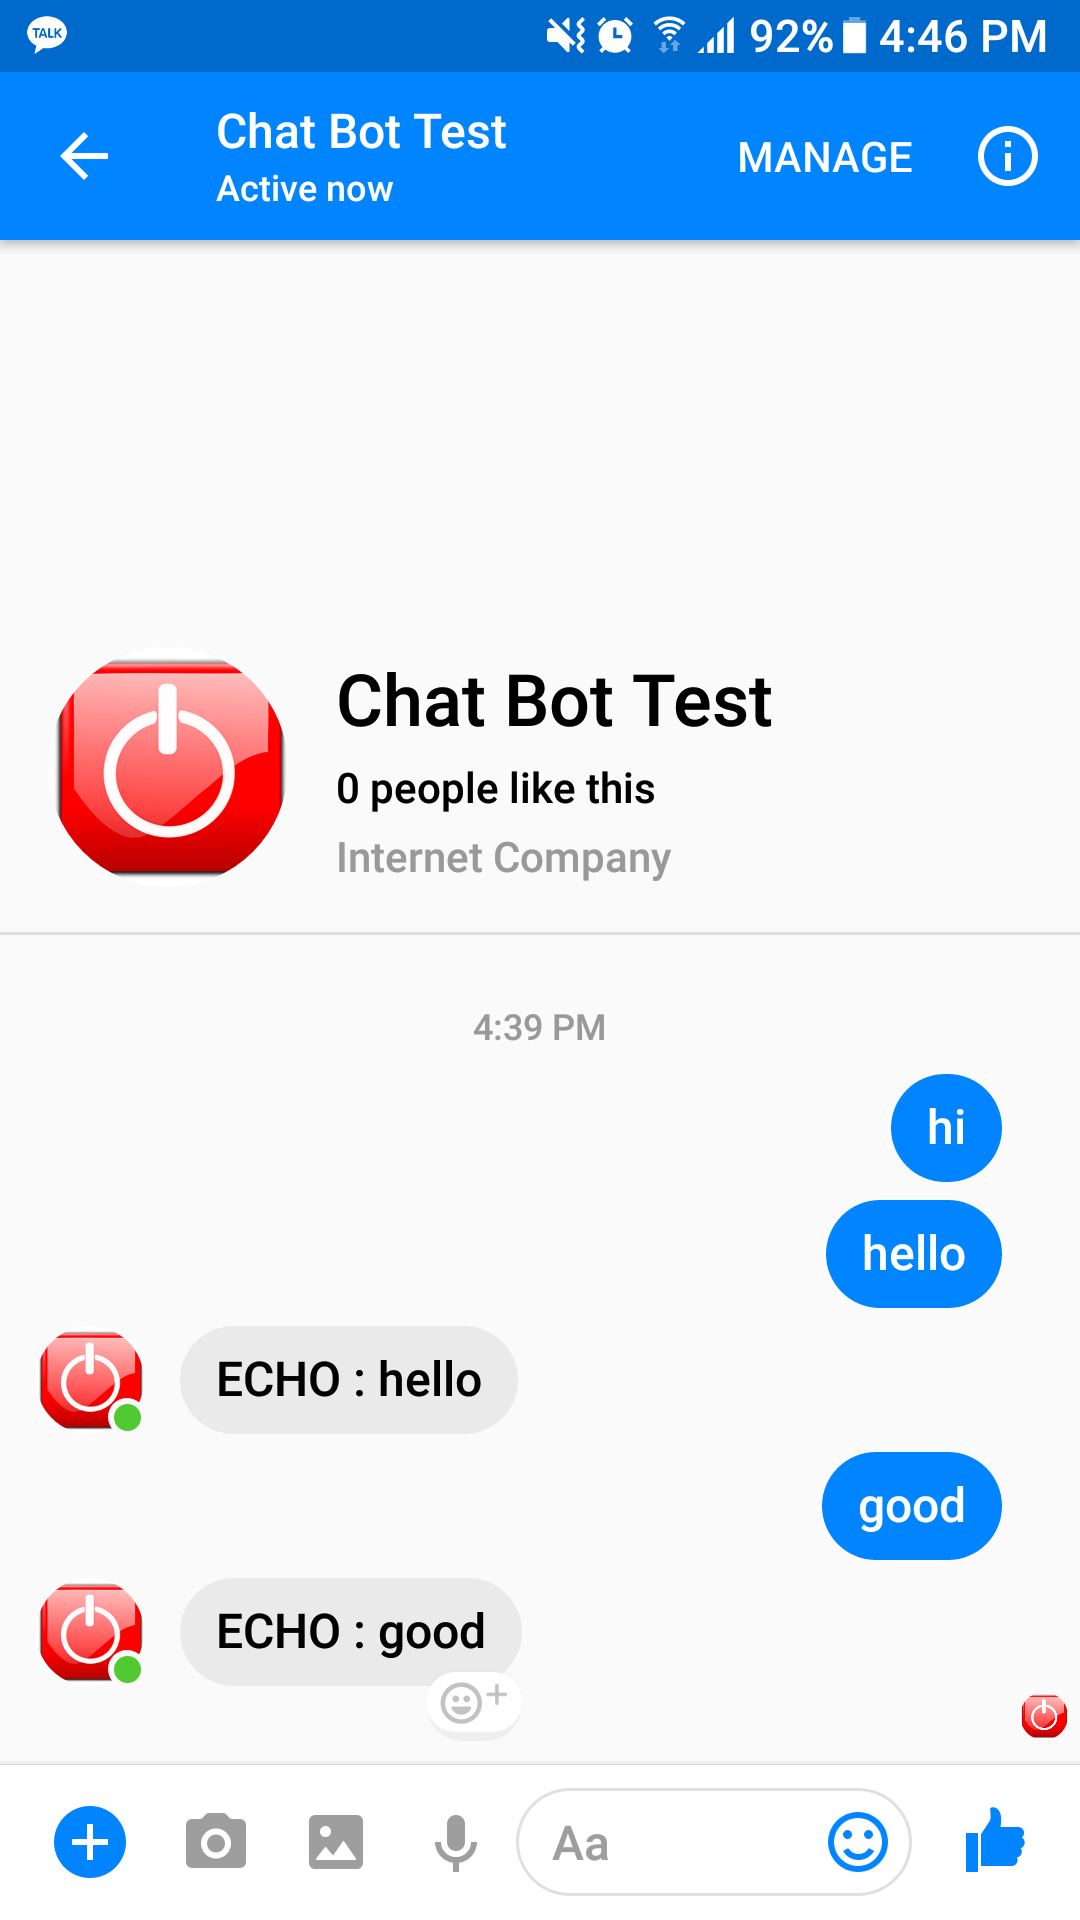 TALK
92% 4:46 PM
Chat Bot Test
Active now
MANAGE
Chat Bot Test
0 people like this
Internet Company
4:39 PM
hi
hello
ECHO : hello
good
ECHO : good
Aa